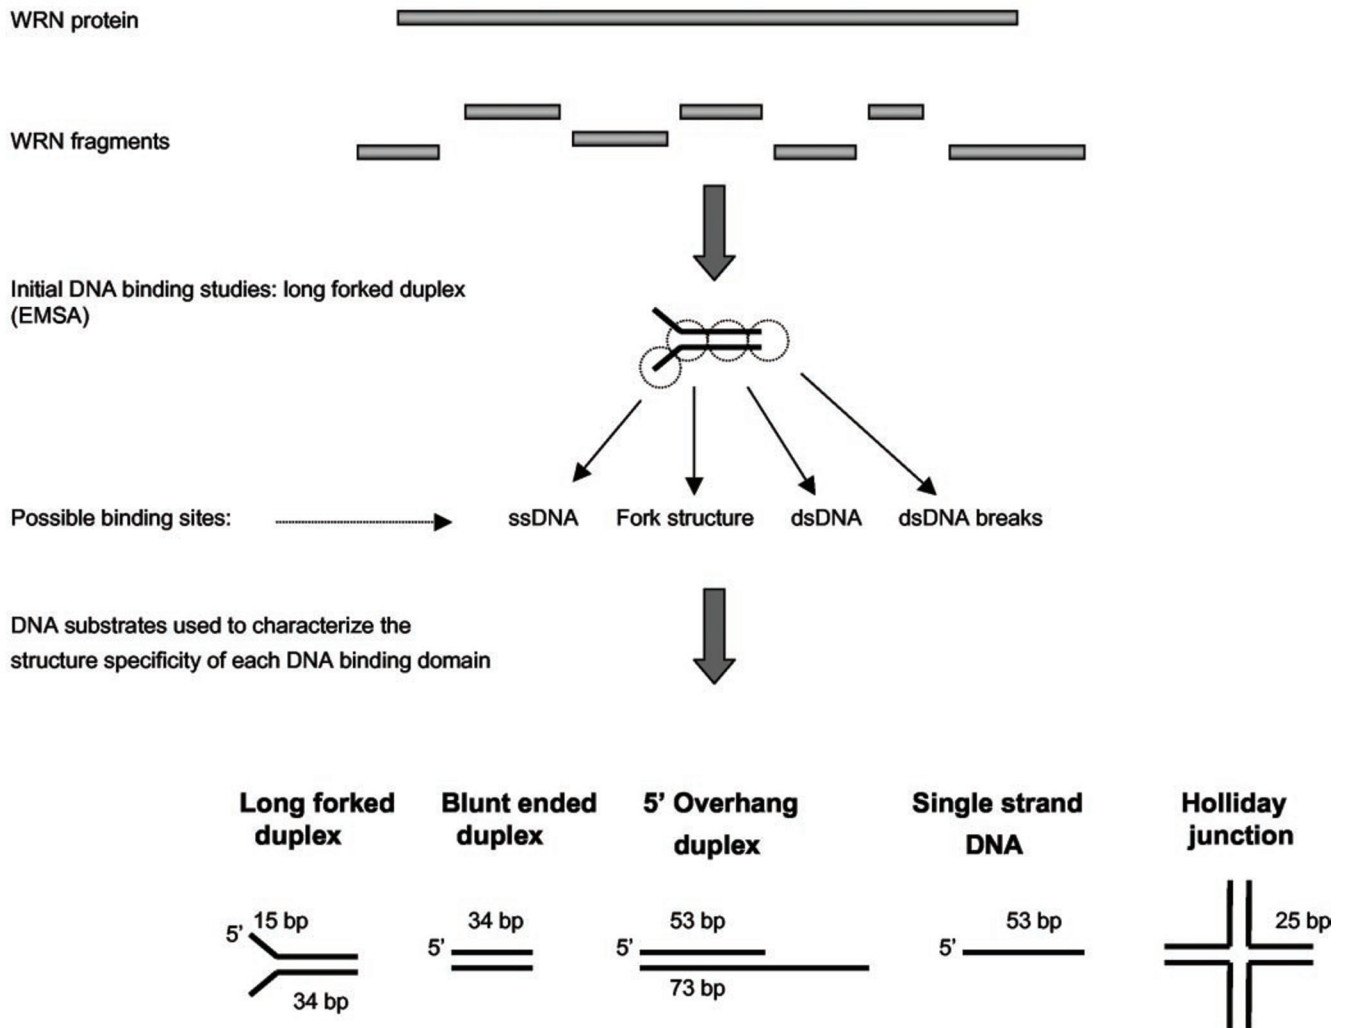 WRN protein
WRN fragments
Initial DNA binding studies: long forked duplex
(EMSA)
Possible binding sites:
ssDNA
Fork structure
dsDNA
dsDNA breaks
DNA substrates used to characterize the
structure specificity of each DNA binding domain
Long forked
duplex
Blunt ended
duplex
5’ Overhang
duplex
Single strand
DNA
Holliday
junction
5’ 15 bp
34 bp
5’ 34 bp
5’ 53 bp
73 bp
5’ 53 bp
25 bp